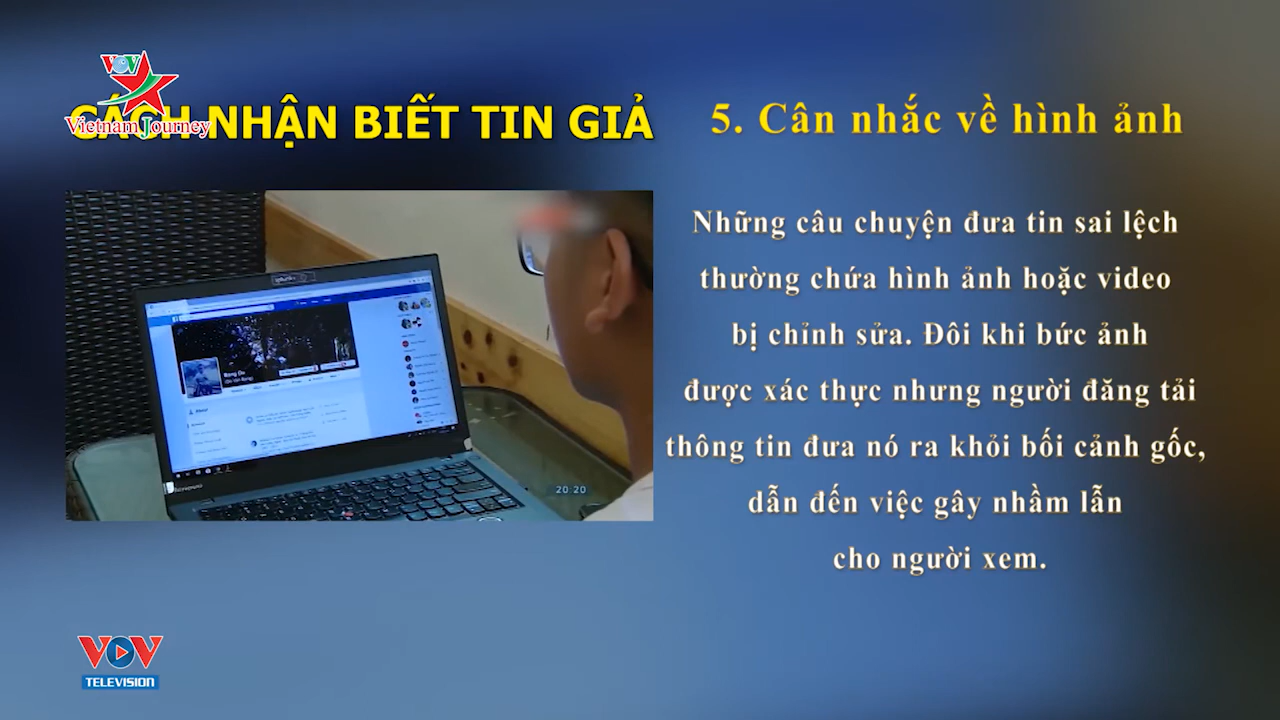 VOV
Vietnam Journey
CÁCH NHẬN BIẾT TIN GIẢ
5. Cân nhắc về hình ảnh
Những câu chuyện đưa tin sai lệch
thường chứa hình ảnh hoặc video
bị chỉnh sửa. Đôi khi bức ảnh
được xác thực nhưng người đăng tải
thông tin đưa nó ra khỏi bối cảnh gốc,
dẫn đến việc gây nhầm lẫn
cho người xem.
20:20
VOV
TELEVISION